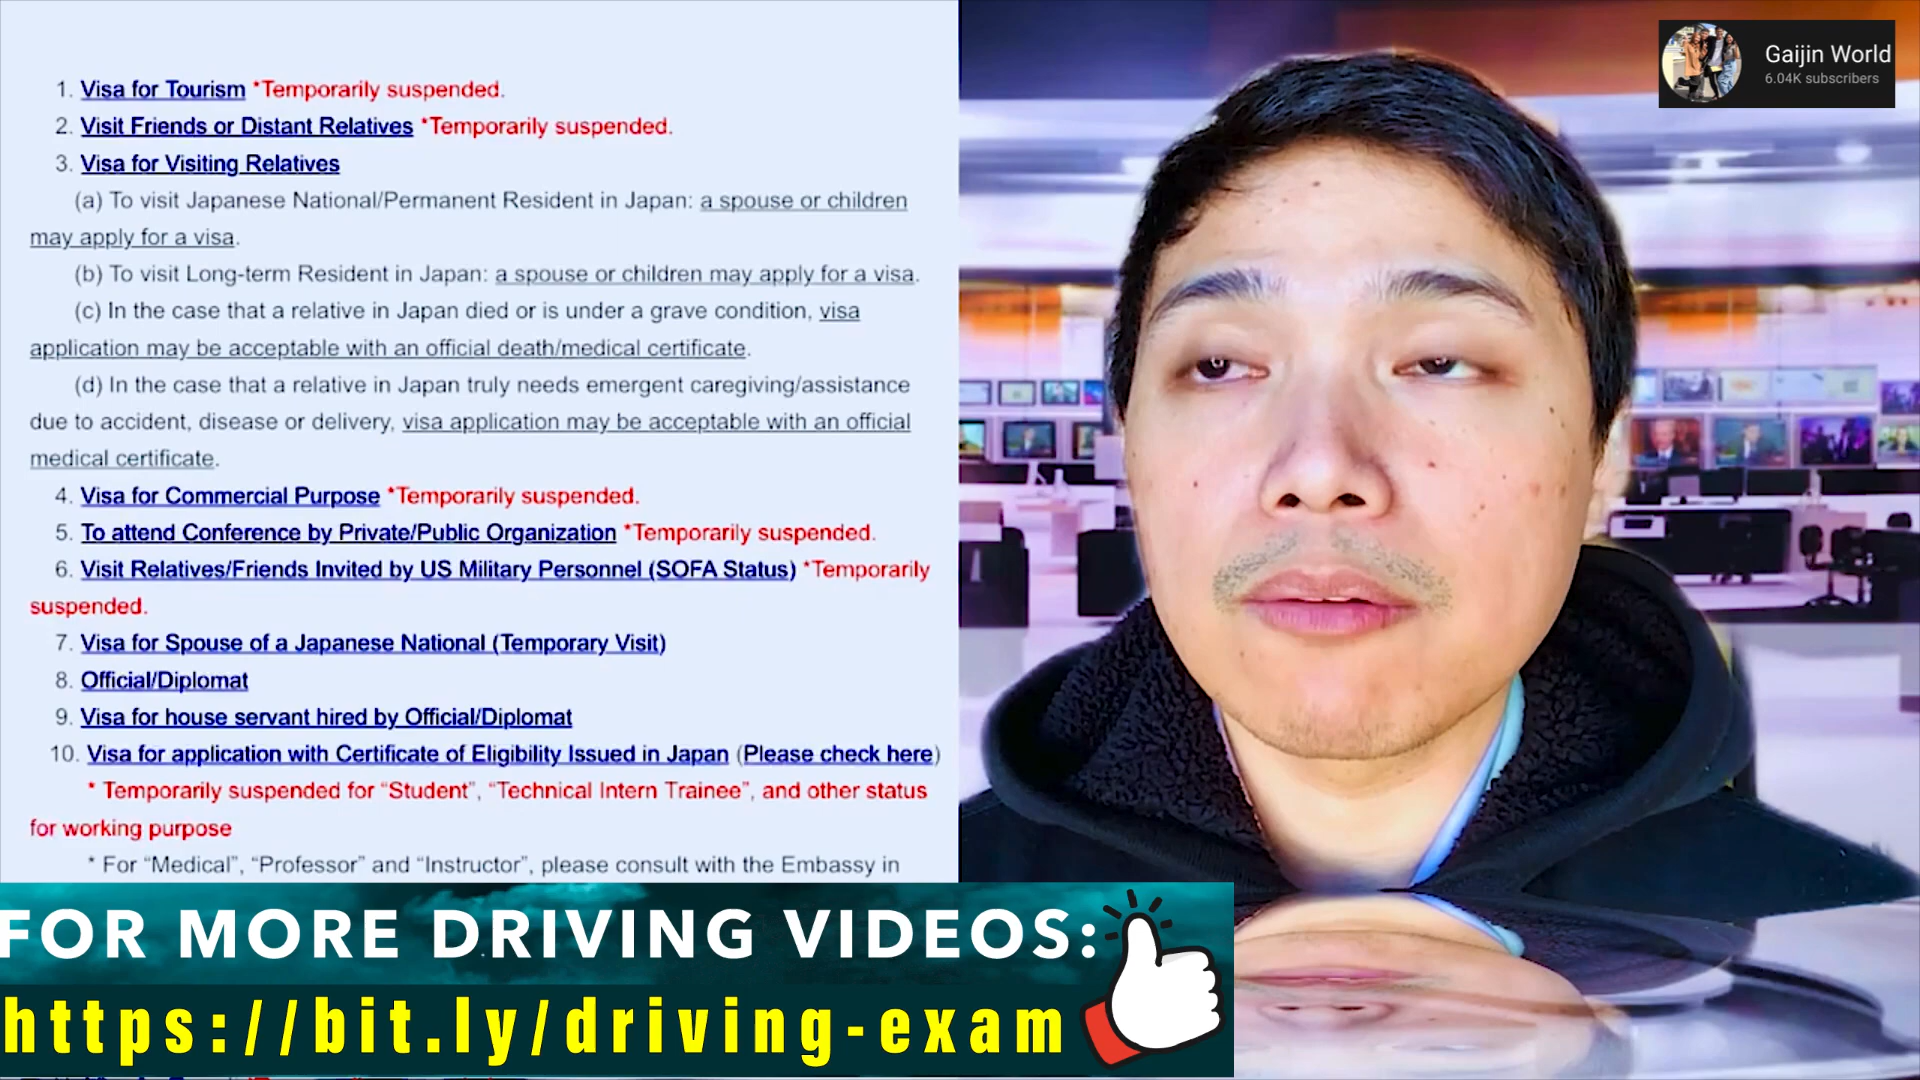 1. Visa for Tourism *Temporarily suspended.
2. Visit Friends or Distant Relatives *Temporarily suspended.
3. Visa for Visiting Relatives
(a) To visit Japanese National/Permanent Resident in Japan: a spouse or children
may apply for a visa.
(b) To visit Long-term Resident in Japan: a spouse or children may apply for a visa.
(c) In the case that a relative in Japan died or is under a grave condition, visa
application may be acceptable with an official death/medical certificate.
(d) In the case that a relative in Japan truly needs emergent caregiving/assistance
due to accident, disease or delivery, visa application may be acceptable with an official
medical certificate.
4. Visa for Commercial Purpose *Temporarily suspended.
5. To attend Conference by Private/Public Organization *Temporarily suspended.
6. Visit Relatives/Friends Invited by US Military Personnel (SOFA Status) *Temporarily
suspended.
7. Visa for Spouse of a Japanese National (Temporary Visit)
8. Official/Diplomat
9. Visa for house servant hired by Official/Diplomat
10. Visa for application with Certificate of Eligibility Issued in Japan (Please check here)
* Temporarily suspended for “Student”, “Technical Intern Trainee”, and other status
for working purpose
* For “Medical”, “Professor” and “Instructor”, please consult with the Embassy in
Gaijin World
6.04K subscribers
FOR MORE DRIVING VIDEOS:
https://bit.ly/driving-exam